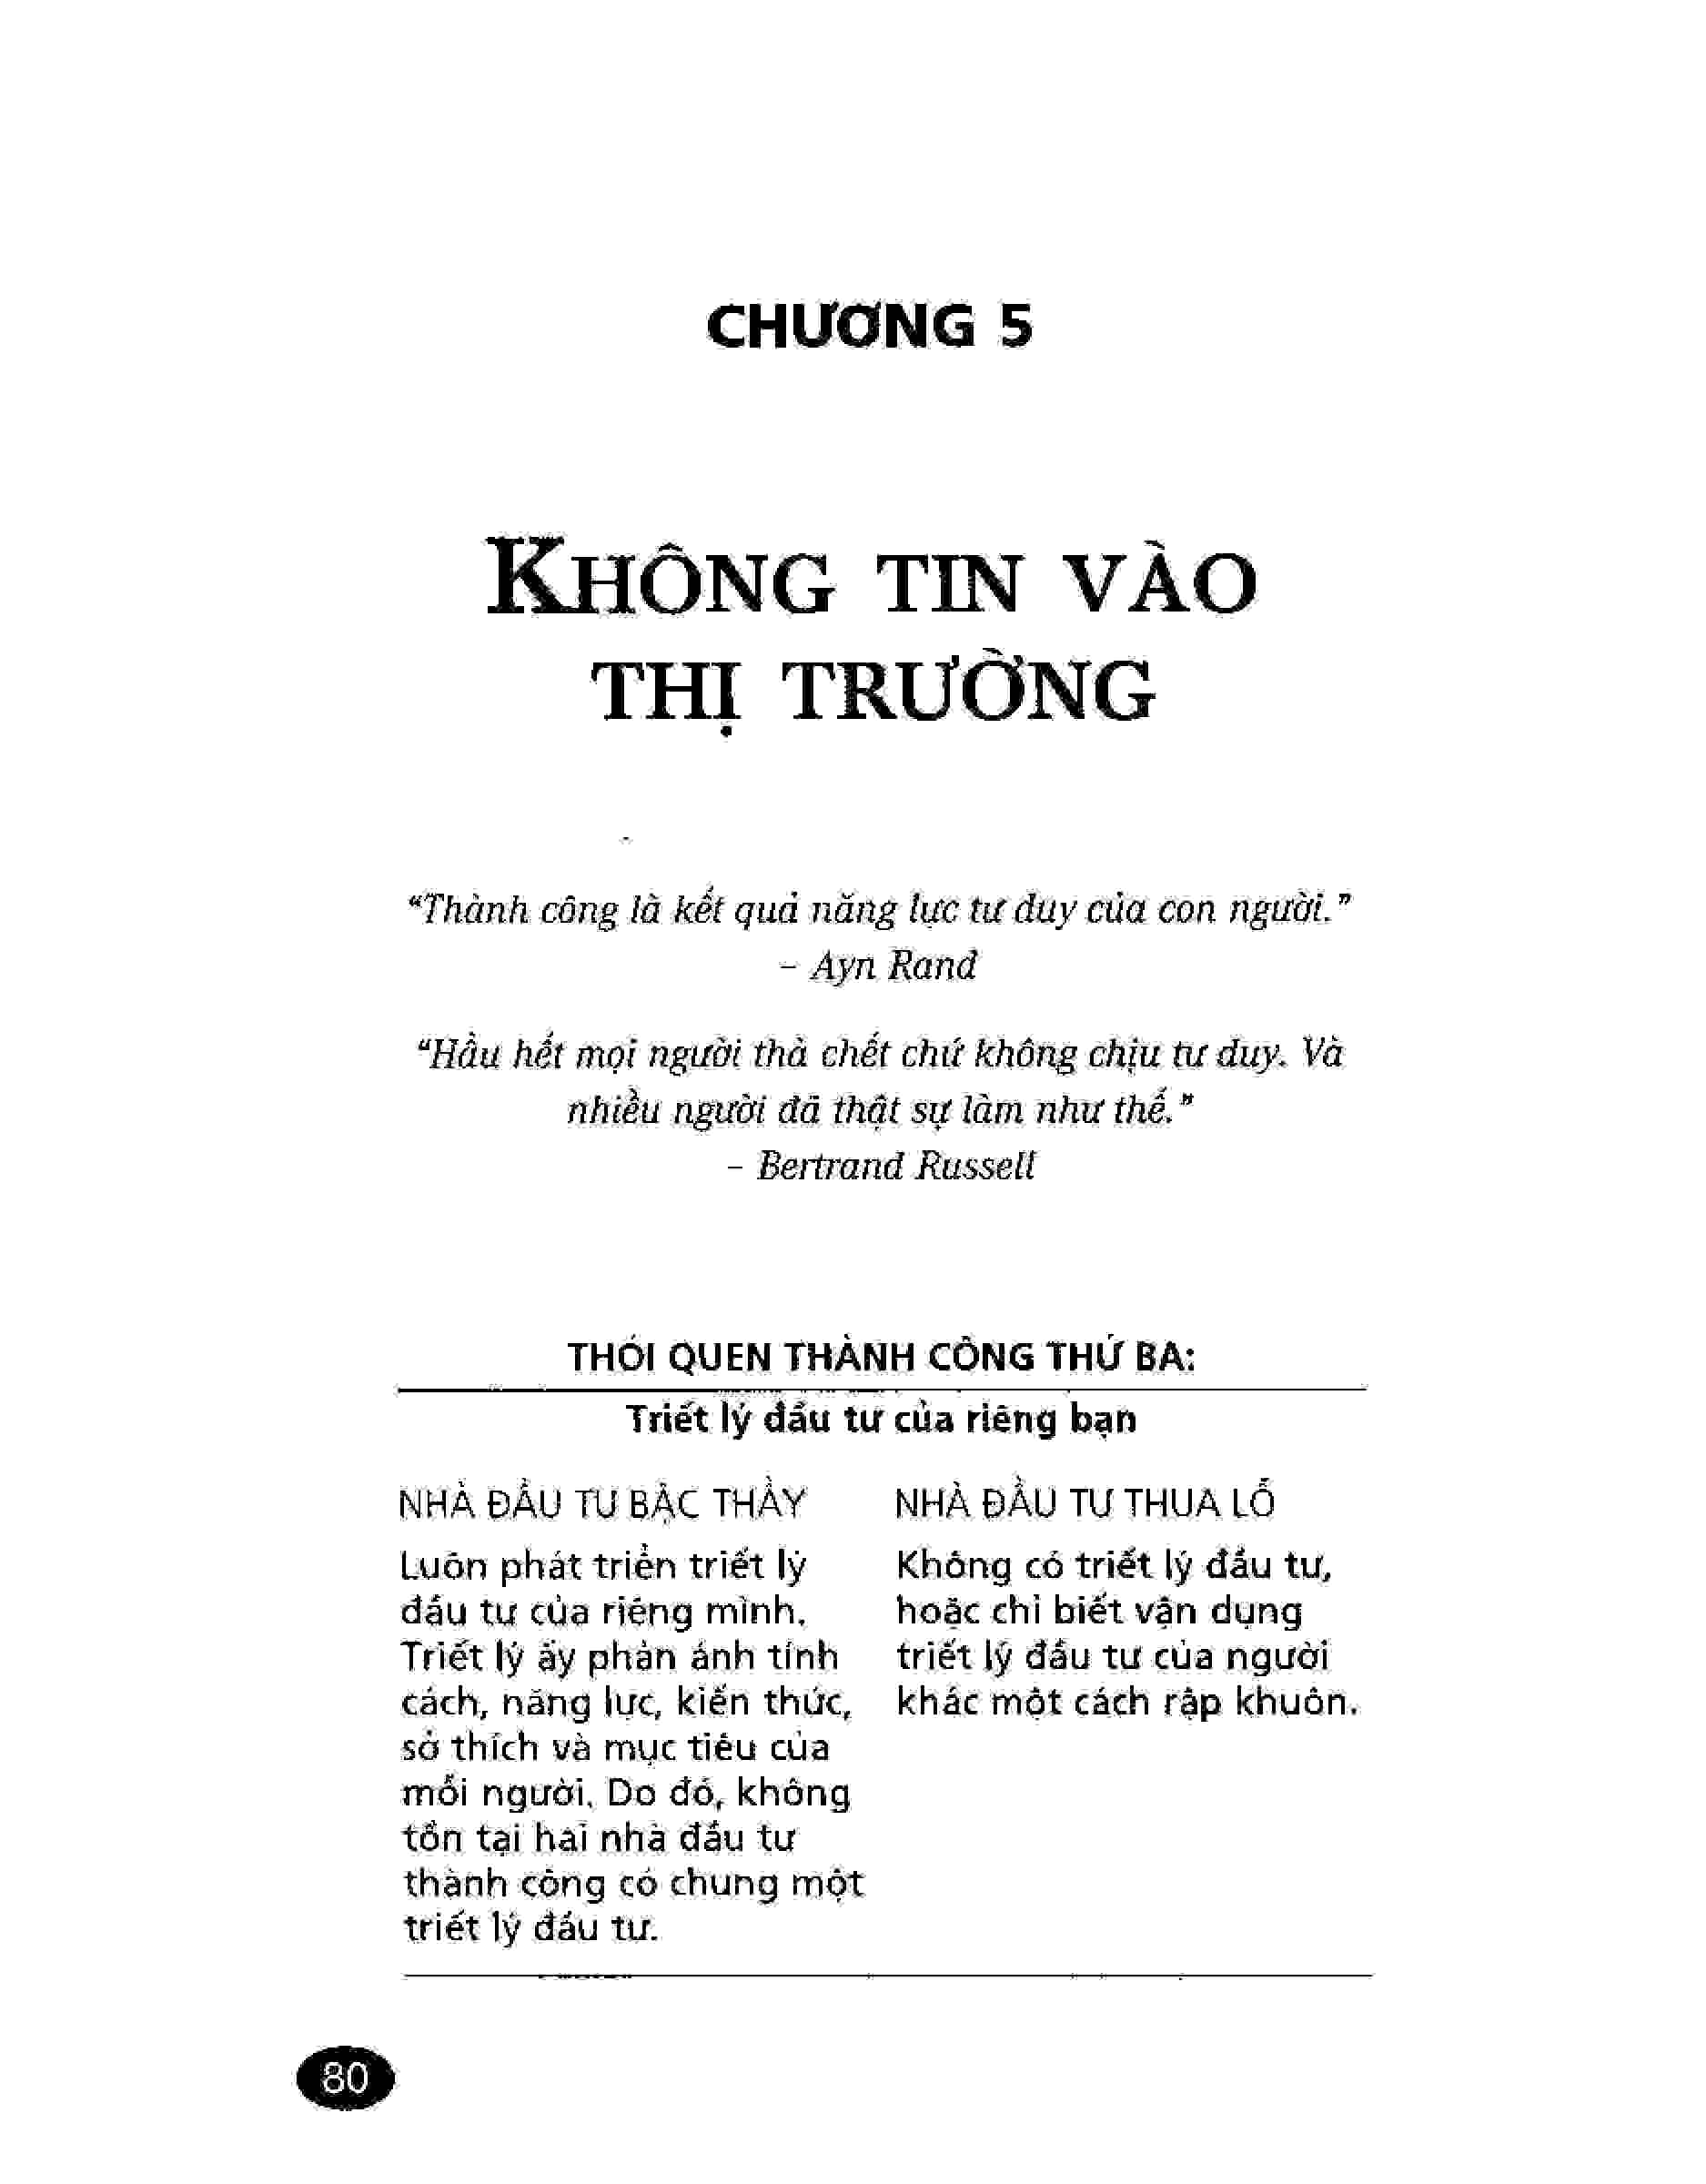 CHƯƠNG 5
KHÔNG TIN VÀO
THỊ TRƯỜNG
“Thành công là kết quả năng lực tư duy của con người.”
– Ayn Rand
“Hầu hết mọi người thà chết chứ không chịu tư duy. Và
nhiều người đã thật sự làm như thế.”
– Bertrand Russell
THÓI QUEN THÀNH CÔNG THỨ BA:
Triết lý đầu tư của riêng bạn
NHÀ ĐẦU TƯ BẬC THẦY
Luôn phát triển triết lý
đầu tư của riêng mình.
Triết lý ấy phản ánh tính
cách, năng lực, kiến thức,
sở thích và mục tiêu của
mỗi người. Do đó, không
tồn tại hai nhà đầu tư
thành công có chung một
triết lý đầu tư.
NHÀ ĐẦU TƯ THUA LỖ
Không có triết lý đầu tư,
hoặc chỉ biết vận dụng
triết lý đầu tư của người
khác một cách rập khuôn.
80